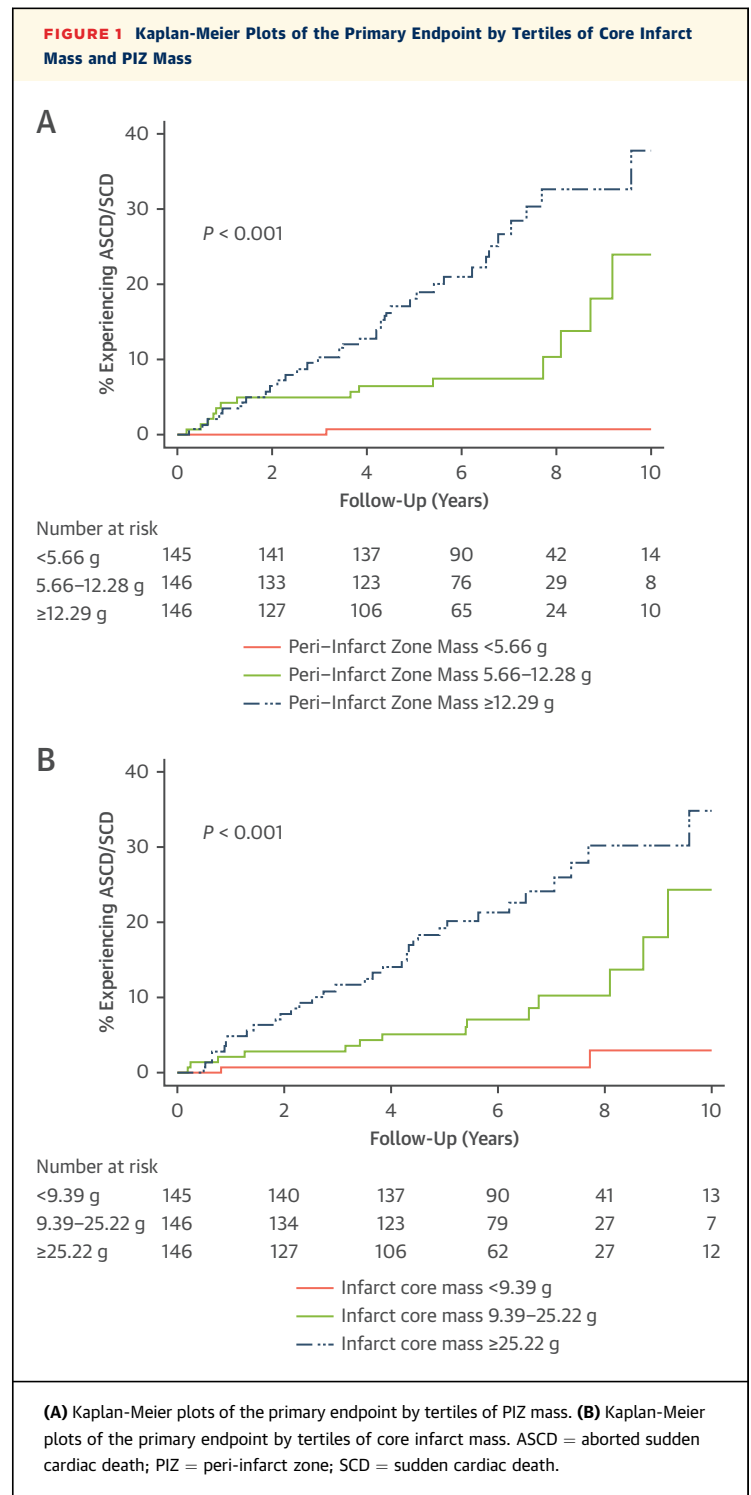 FIGURE 1 Kaplan-Meier Plots of the Primary Endpoint by Tertiles of Core Infarct
Mass and PIZ Mass
A
% Experiencing ASCD/SCD
40
30
20
10
0
P < 0.001
0 2 4 6 8 10
Follow-Up (Years)
Number at risk
<5.66 g 145 141 137 90 42 14
5.66–12.28 g 146 133 123 76 29 8
≥12.29 g 146 127 106 65 24 10
Peri–Infarct Zone Mass <5.66 g
Peri–Infarct Zone Mass 5.66–12.28 g
Peri–Infarct Zone Mass ≥12.29 g
B
% Experiencing ASCD/SCD
40
30
20
10
0
P < 0.001
0 2 4 6 8 10
Follow-Up (Years)
Number at risk
<9.39 g 145 140 137 90 41 13
9.39–25.22 g 146 134 123 79 27 7
≥25.22 g 146 127 106 62 27 12
Infarct core mass <9.39 g
Infarct core mass 9.39–25.22 g
Infarct core mass ≥25.22 g
(A) Kaplan-Meier plots of the primary endpoint by tertiles of PIZ mass. (B) Kaplan-Meier
plots of the primary endpoint by tertiles of core infarct mass. ASCD = aborted sudden
cardiac death; PIZ = peri-infarct zone; SCD = sudden cardiac death.